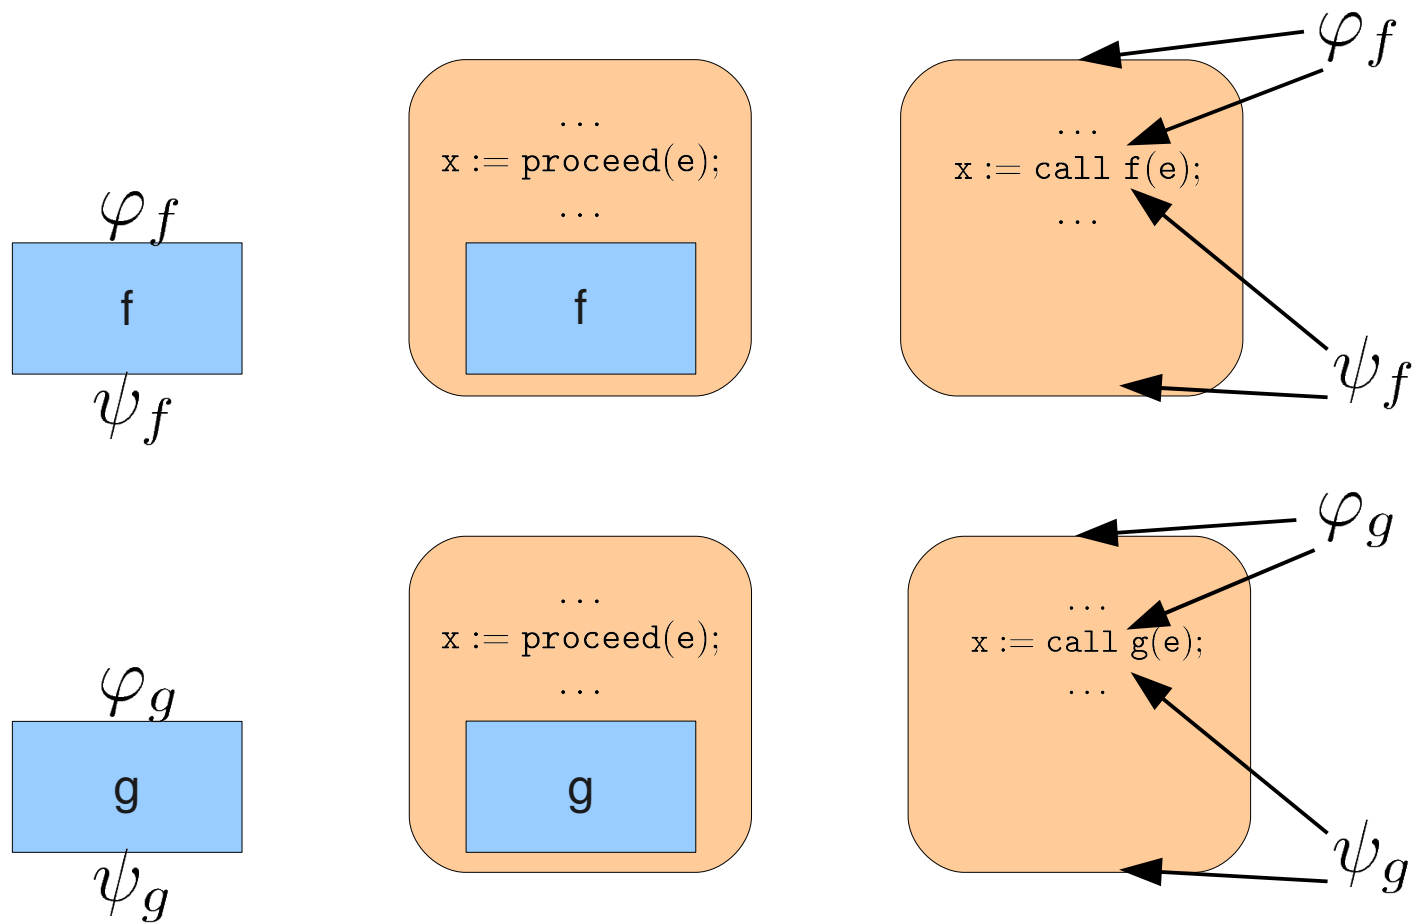 φf
f
ψf
...
x := proceed(e);
...
f
φf
...
x := call f(e);
...
ψf
φg
g
ψg
...
x := proceed(e);
...
g
φg
...
x := call g(e);
...
ψg